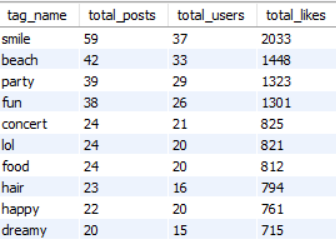 tag_name total_posts total_users total_likes
smile 59 37 2033
beach 42 33 1448
party 39 29 1323
fun 38 26 1301
concert 24 21 825
lol 24 20 821
food 24 20 812
hair 23 16 794
happy 22 20 761
dreamy 20 15 715